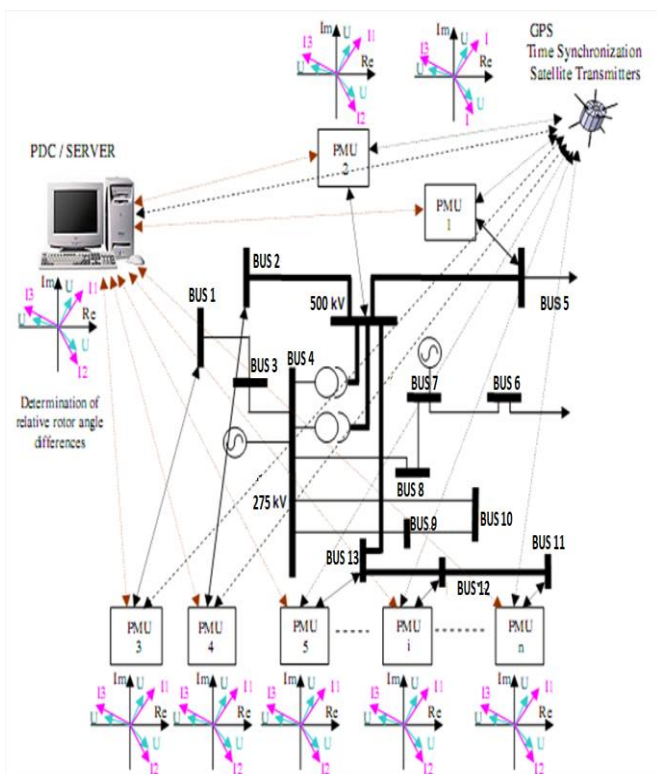 Im
I3
I1
U
U
Re
U
I2
Im
I3
I
U
Re
U
I
GPS
Time Synchronization
Satellite Transmitters
PDC / SERVER
PMU
2
PMU
1
BUS 2
BUS 1
500 kV
BUS 5
Im
I3
I1
U
U
Re
U
I2
BUS 3
BUS 4
BUS 7
BUS 6
Determination of
relative rotor angle
differences
BUS 8
275 kV
BUS 9
BUS 10
BUS 13
BUS 11
BUS 12
PMU
3
PMU
4
PMU
5
PMU
i
PMU
n
Im
I3
I1
U
U
Re
U
I2
Im
I3
I1
U
U
Re
U
I2
Im
I3
I1
U
U
Re
U
I2
Im
I3
I1
U
U
Re
U
I2
Im
I3
I1
U
U
Re
U
I2